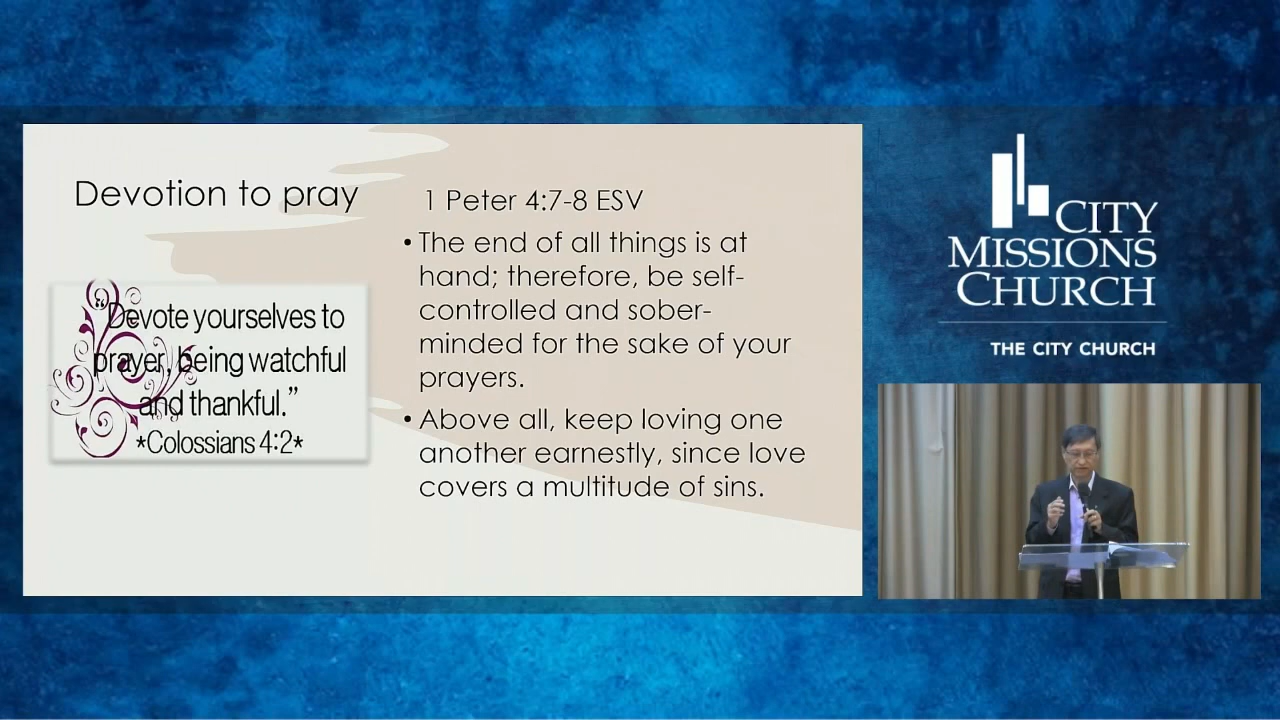 Devotion to pray
“Devote yourselves to
prayer, being watchful
and thankful.”
*Colossians 4:2*
1 Peter 4:7-8 ESV
• The end of all things is at
hand; therefore, be self-
controlled and sober-
minded for the sake of your
prayers.
• Above all, keep loving one
another earnestly, since love
covers a multitude of sins.
CITY
MISSIONS
CHURCH
THE CITY CHURCH